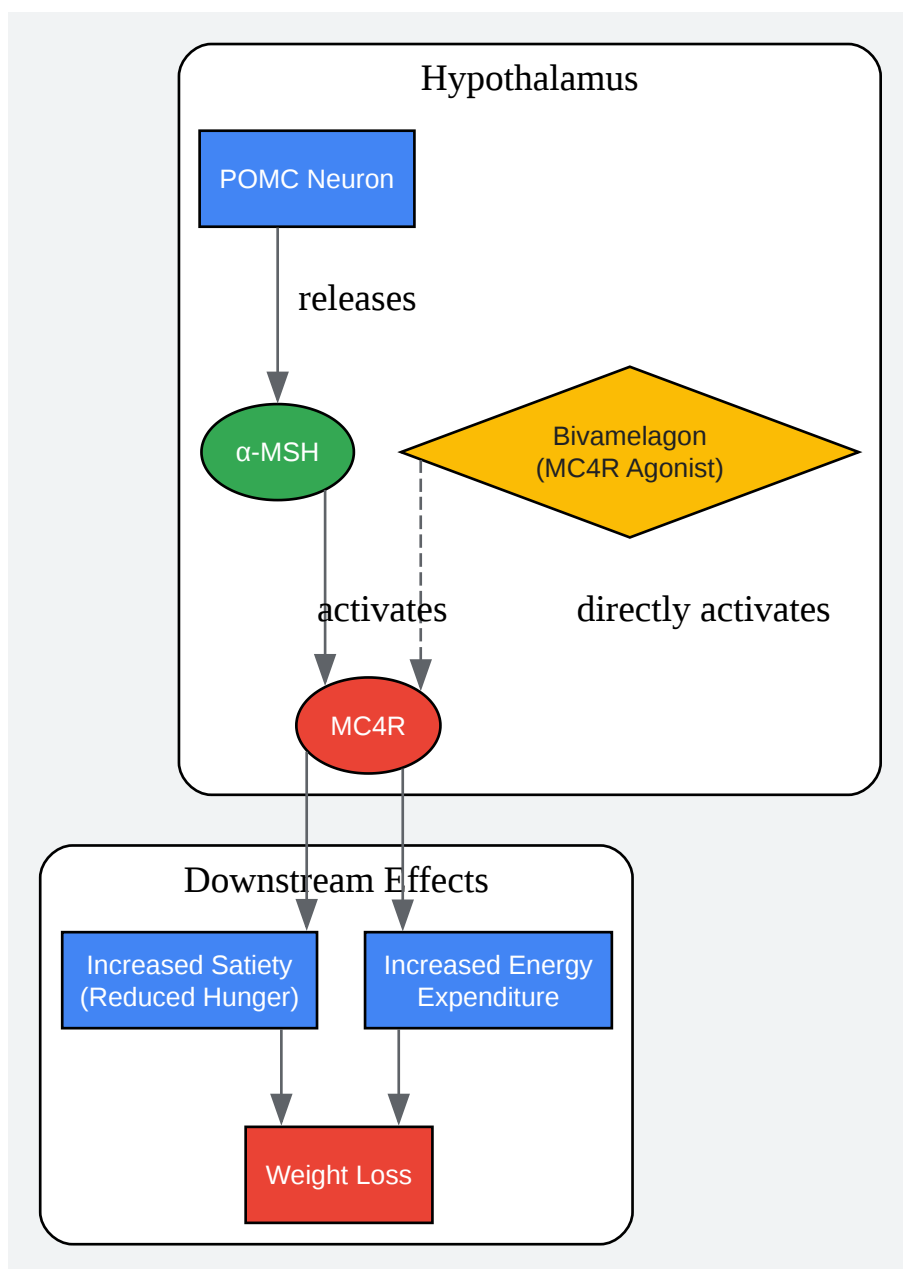 Hypothalamus
POMC Neuron
releases
α-MSH
Bivamelagon
(MC4R Agonist)
activates
directly activates
MC4R
Downstream Effects
Increased Satiety
(Reduced Hunger)
Increased Energy
Expenditure
Weight Loss